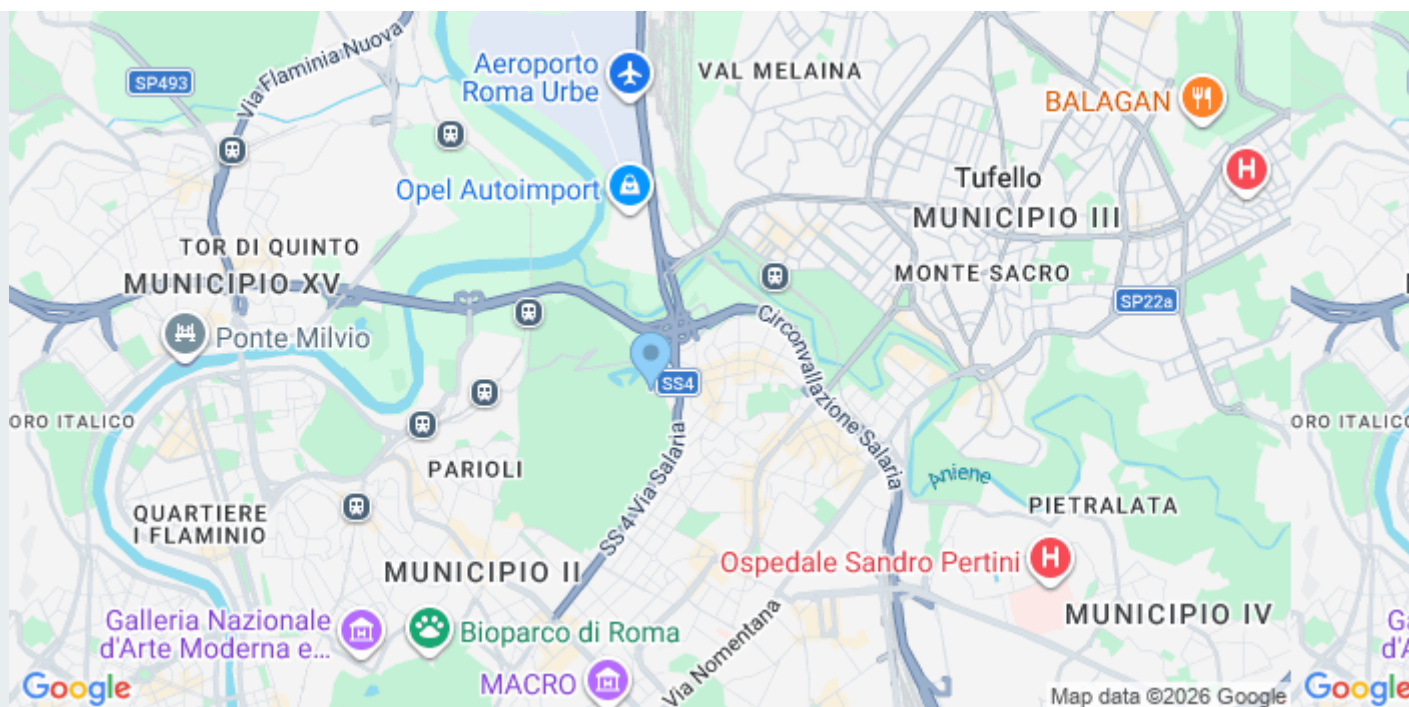 SP493
Via Flaminia Nuova
Aeroporto
Roma Urbe
VAL MELAINA
BALAGAN
Opel Autoimport
Tufello
MUNICIPIO III
TOR DI QUINTO
MUNICIPIO XV
MONTE SACRO
SP22a
Ponte Milvio
Circonvallazione Salaria
SS4
ORO ITALICO
ORO ITALICO
PARIOLI
SS4 Via Salaria
Aniene
PIETRALATA
QUARTIERE
I FLAMINIO
Ospedale Sandro Pertini
MUNICIPIO II
MUNICIPIO IV
Galleria Nazionale
d'Arte Moderna e...
Bioparco di Roma
Via Nomentana
MACRO
Ga
d'A
Google
Map data ©2026 Google
Google